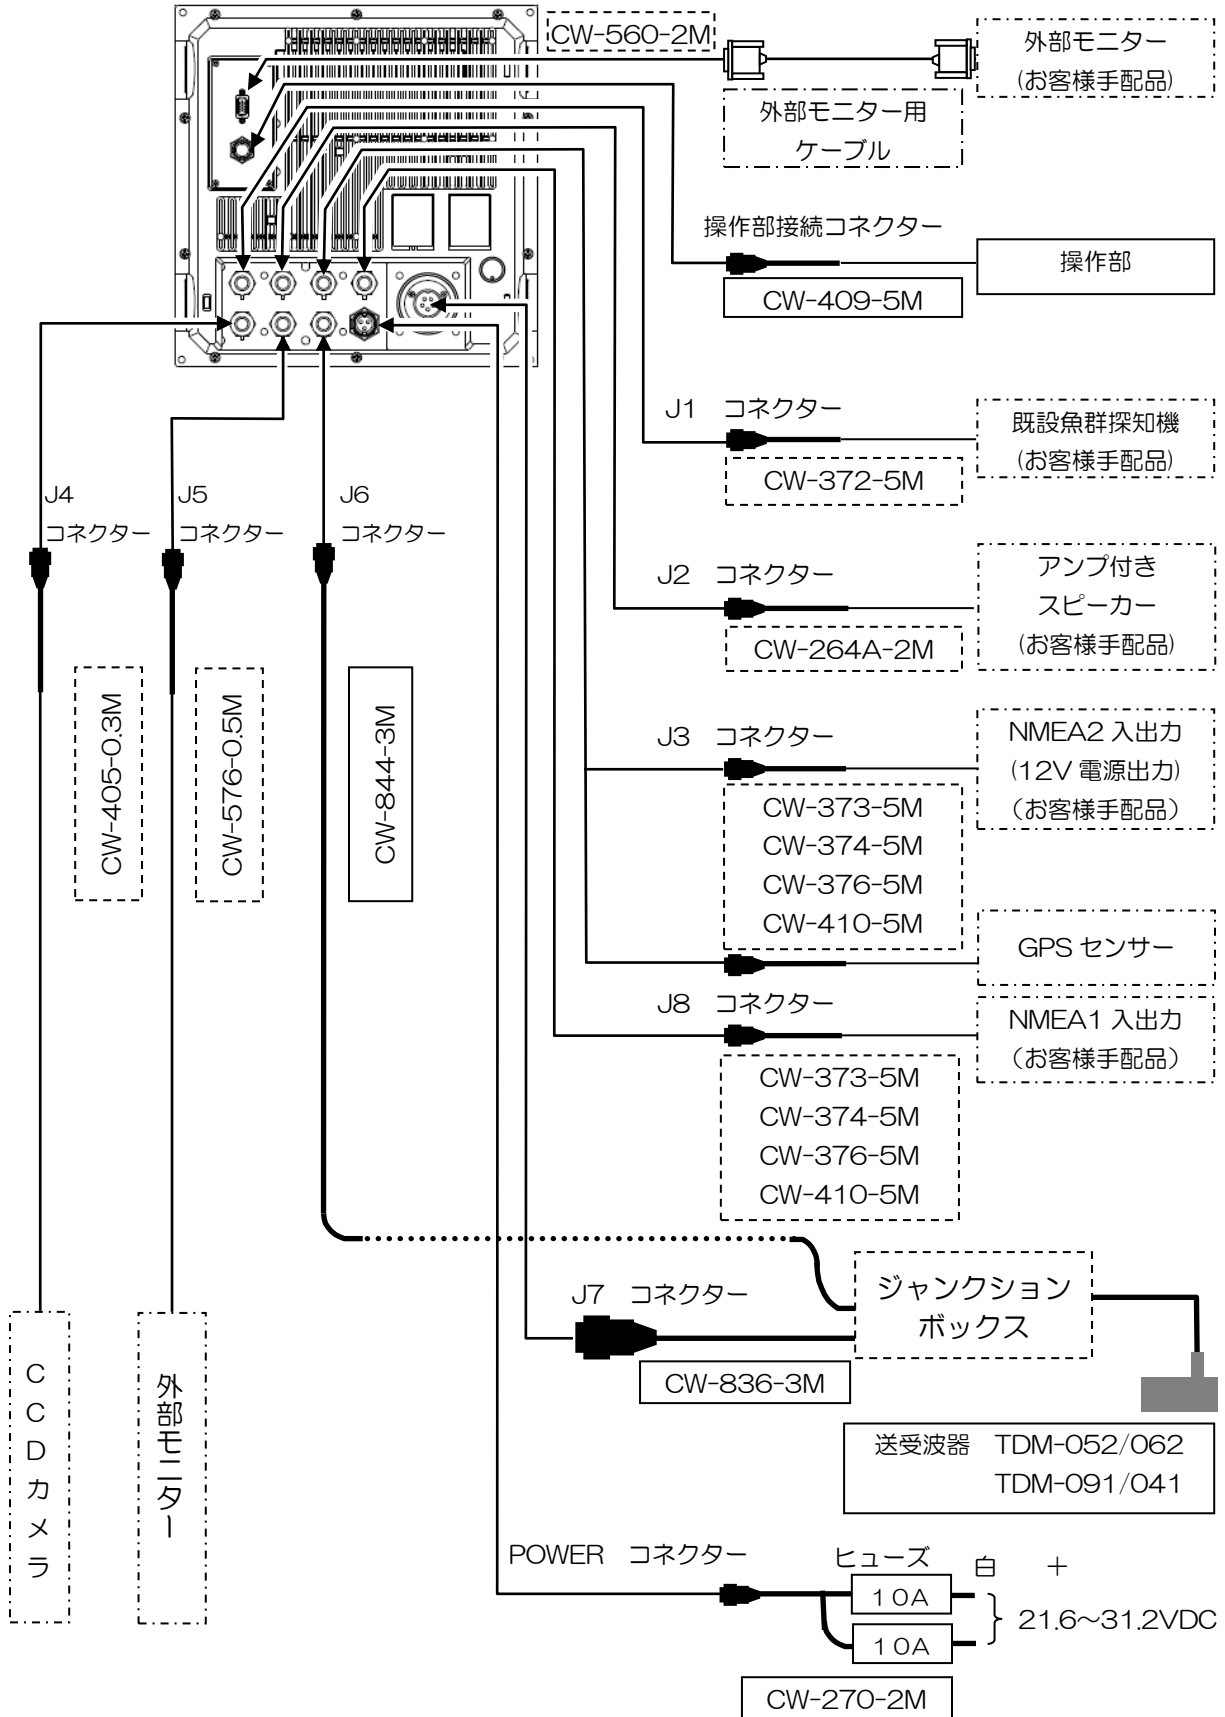 CW-560-2M
外部モニター
(お客様手配品)
外部モニター用
ケーブル
操作部接続コネクター
操作部
CW-409-5M
J1 コネクター
既設魚群探知機
(お客様手配品)
CW-372-5M
J4
コネクター
J5
コネクター
J6
コネクター
J2 コネクター
アンプ付き
スピーカー
(お客様手配品)
CW-264A-2M
CW-405-0.3M
CW-576-0.5M
CW-844-3M
J3 コネクター
NMEA2 入出力
(12V 電源出力)
（お客様手配品）
CW-373-5M
CW-374-5M
CW-376-5M
CW-410-5M
GPS センサー
J8 コネクター
NMEA1 入出力
（お客様手配品）
CW-373-5M
CW-374-5M
CW-376-5M
CW-410-5M
J7 コネクター
ジャンクション
ボックス
CW-836-3M
CCDカメラ
外部モニター
送受波器 TDM-052/062
TDM-091/041
POWER コネクター
ヒューズ
白 ＋
10A
21.6～31.2VDC
10A
CW-270-2M